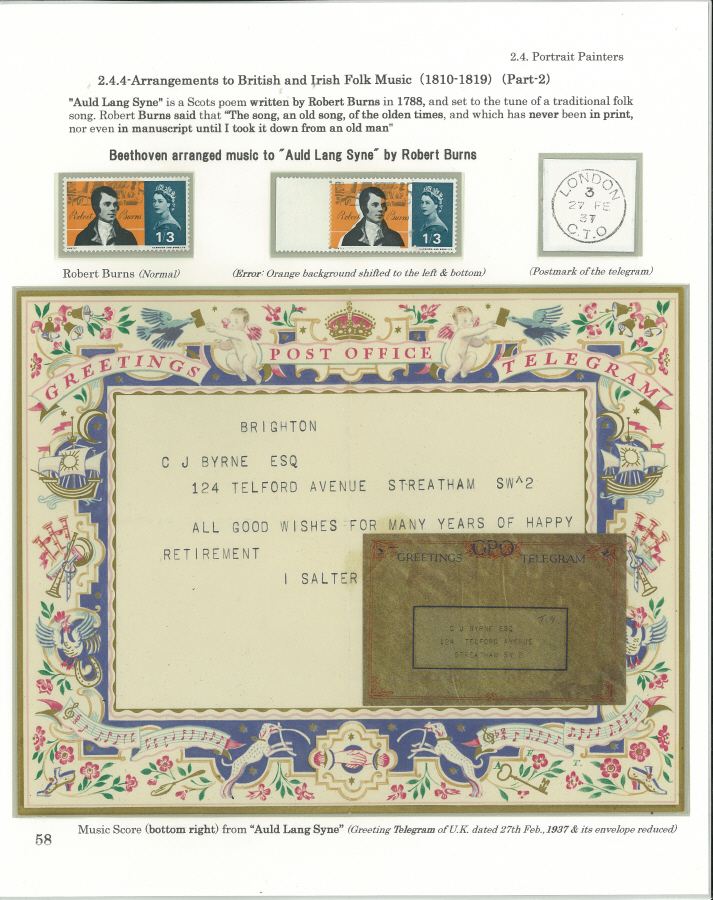 2.4. Portrait Painters
2.4.4-Arrangements to British and Irish Folk Music (1810-1819) (Part-2)
"Auld Lang Syne" is a Scots poem written by Robert Burns in 1788, and set to the tune of a traditional folk
song. Robert Burns said that "The song, an old song, of the olden times, and which has never been in print,
nor even in manuscript until I took it down from an old man"
Beethoven arranged music to "Auld Lang Syne" by Robert Burns
Robert Burns
1/3
Robert Burns
1/3
LONDON
3
27 FE
37
C.T.O
Robert Burns (Normal)
(Error: Orange background shifted to the left & bottom)
(Postmark of the telegram)
GREETINGS POST OFFICE TELEGRAM
BRIGHTON
C J BYRNE ESQ
124 TELFORD AVENUE STREATHAM SW^2
ALL GOOD WISHES FOR MANY YEARS OF HAPPY
RETIREMENT
I SALTER
GREETINGS GPO TELEGRAM
C J BYRNE ESQ
124 TELFORD AVENUE
STREATHAM SW 2
Music Score (bottom right) from "Auld Lang Syne" (Greeting Telegram of U.K. dated 27th Feb., 1937 & its envelope reduced)
58